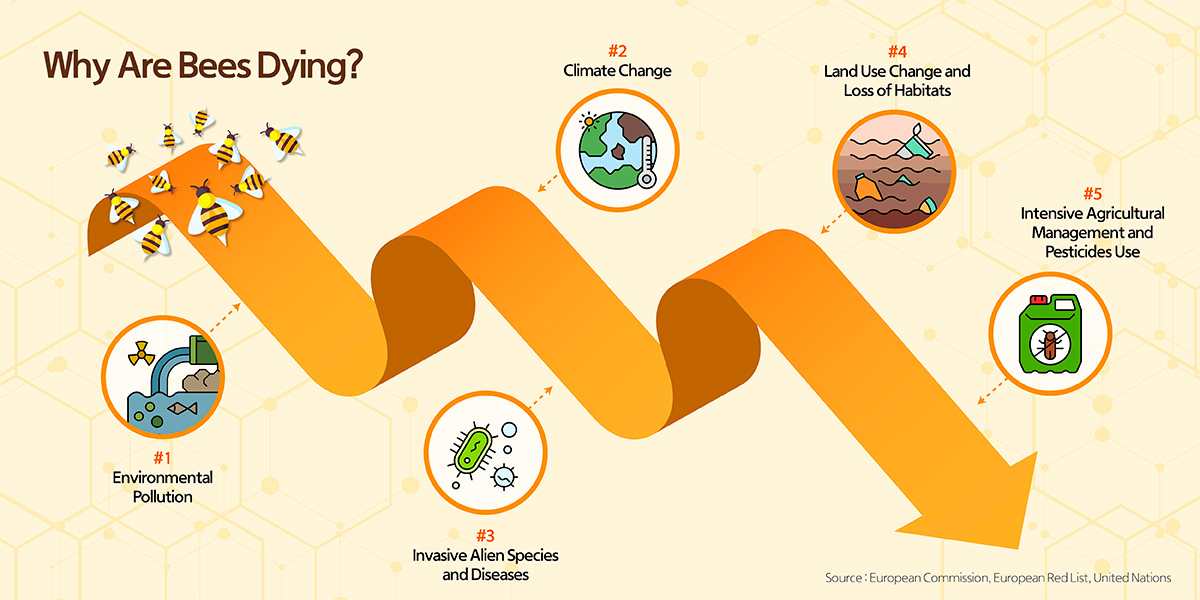 Why Are Bees Dying?
#1
Environmental
Pollution
#2
Climate Change
#3
Invasive Alien Species
and Diseases
#4
Land Use Change and
Loss of Habitats
#5
Intensive Agricultural
Management and
Pesticides Use
Source : European Commission, European Red List, United Nations